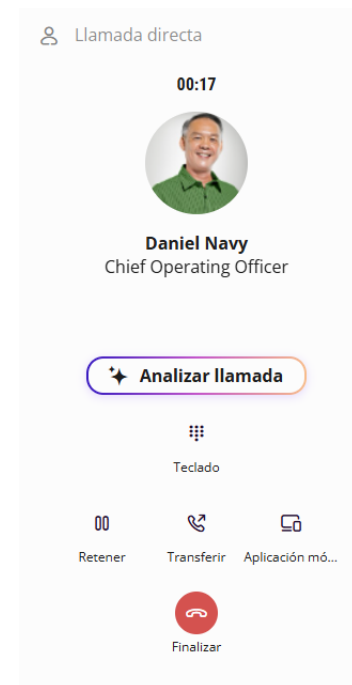 Llamada directa
00:17
Daniel Navy
Chief Operating Officer
Analizar llamada
Teclado
Retener Transferir Aplicación mó...
Finalizar